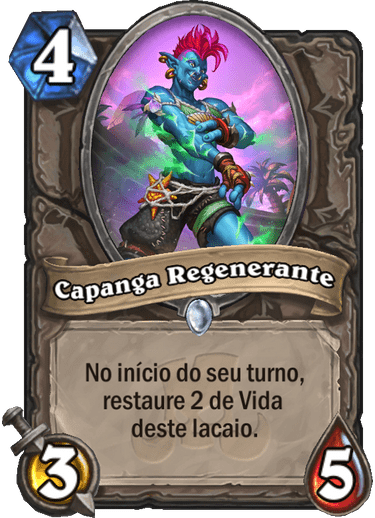 4
Capanga Regenerante
No início do seu turno,
restaure 2 de Vida
deste lacaio.
3
5